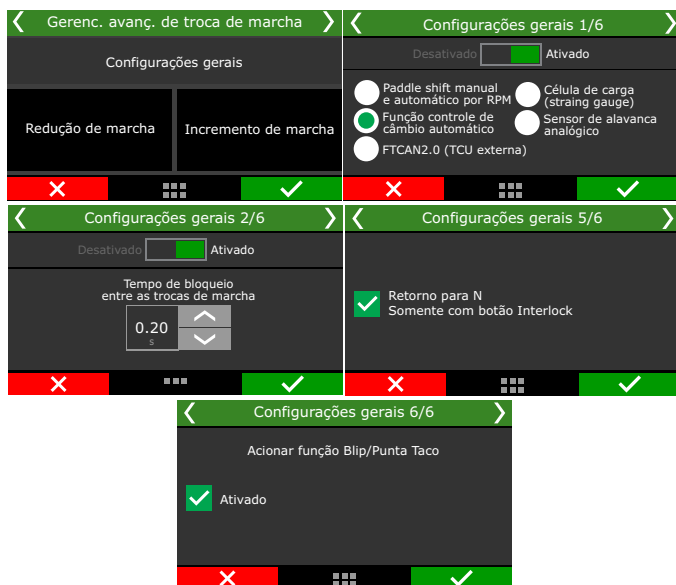 Gerenc. avanç. de troca de marcha
Configurações gerais
Redução de marcha
Incremento de marcha
Configurações gerais 1/6
Desativado
Ativado
Paddle shift manual
e automático por RPM
Célula de carga
(straing gauge)
Função controle de
câmbio automático
Sensor de alavanca
analógico
FTCAN2.0 (TCU externa)
Configurações gerais 2/6
Desativado
Ativado
Tempo de bloqueio
entre as trocas de marcha
0.20
s
Configurações gerais 5/6
Retorno para N
Somente com botão Interlock
Configurações gerais 6/6
Acionar função Blip/Punta Taco
Ativado